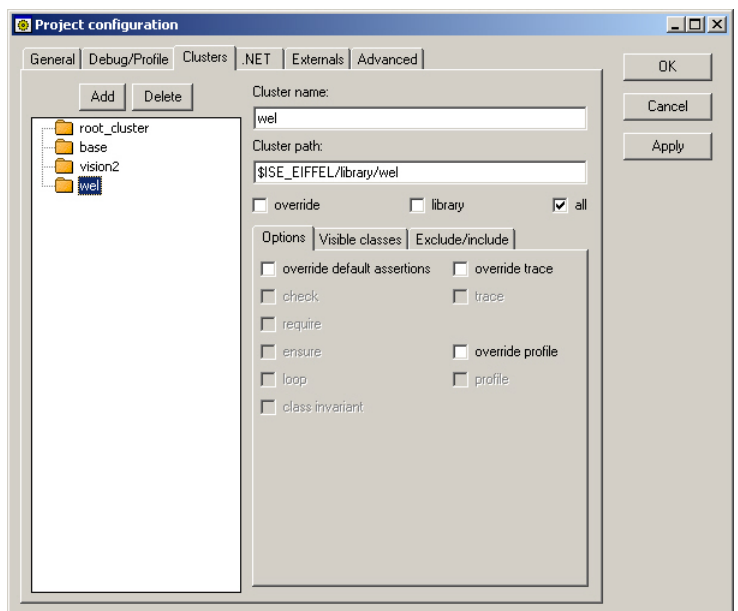 Project configuration
General Debug/Profile Clusters .NET Externals Advanced
OK
Cancel
Apply
Add Delete
root_cluster
base
vision2
wel
Cluster name:
wel
Cluster path:
$ISE_EIFFEL/library/wel
override library all
Options Visible classes Exclude/include
override default assertions override trace
check trace
require
ensure override profile
loop profile
class invariant